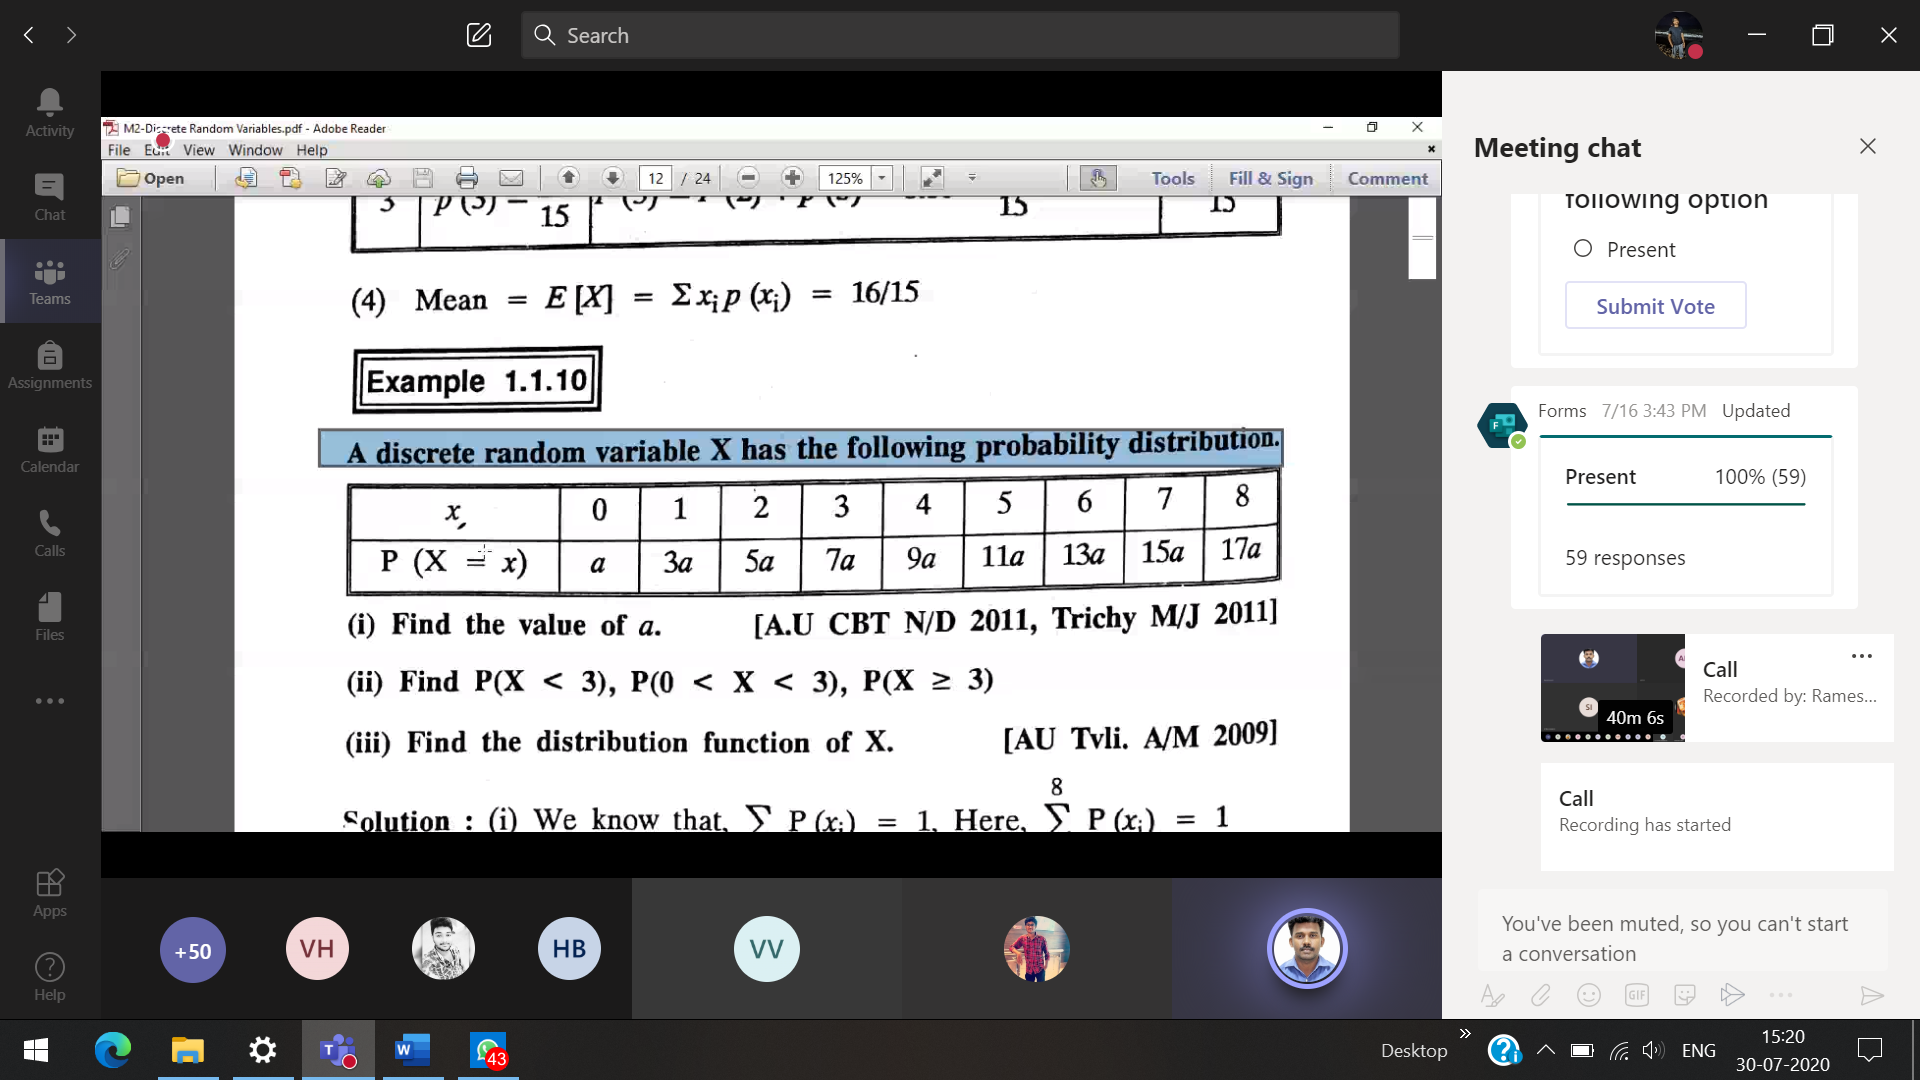 Search
Activity
Chat
Teams
Assignments
Calendar
Calls
Files
Apps
Help
M2-Discrete Random Variables.pdf - Adobe Reader
File Edit View Window Help
Open
12 / 24
125%
Tools Fill & Sign Comment
15 15
(4) Mean = E [X] = Σ xᵢ p (xᵢ) = 16/15
Example 1.1.10
A discrete random variable X has the following probability distribution.
x 0 1 2 3 4 5 6 7 8
P (X = x) a 3a 5a 7a 9a 11a 13a 15a 17a
(i) Find the value of a. [A.U CBT N/D 2011, Trichy M/J 2011]
(ii) Find P(X < 3), P(0 < X < 3), P(X ≥ 3)
(iii) Find the distribution function of X. [AU Tvli. A/M 2009]
8
Solution : (i) We know that, Σ P (xᵢ) = 1, Here, Σ P (xᵢ) = 1
+50
VH
HB
VV
Meeting chat
following option
Present
Submit Vote
Forms 7/16 3:43 PM Updated
Present 100% (59)
59 responses
SI
40m 6s
Call
Recorded by: Rames...
Call
Recording has started
You've been muted, so you can't start
a conversation
GIF
43
Desktop
ENG
15:20
30-07-2020